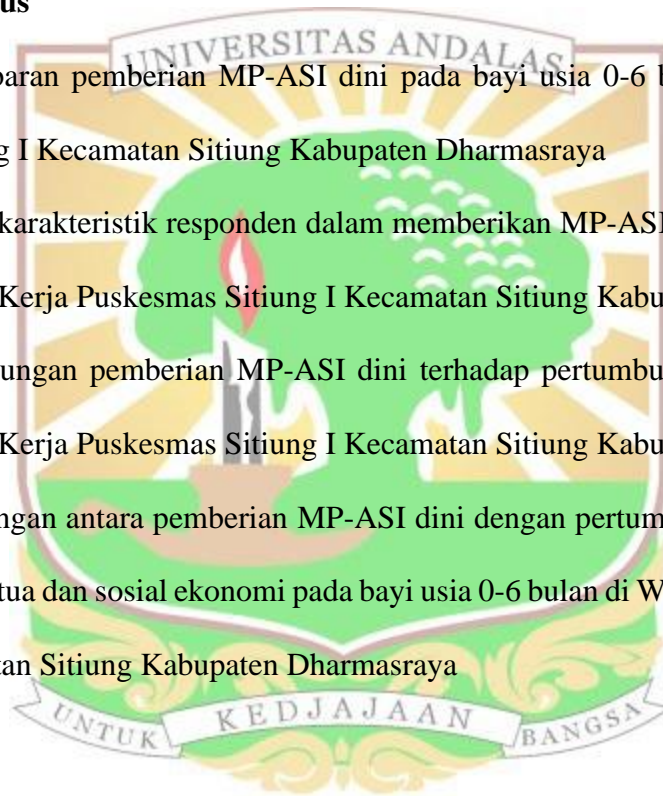 us
UNIVERSITAS ANDALAS
baran pemberian MP-ASI dini pada bayi usia 0-6 b
g I Kecamatan Sitiung Kabupaten Dharmasraya
karakteristik responden dalam memberikan MP-ASI
Kerja Puskesmas Sitiung I Kecamatan Sitiung Kabu
ungan pemberian MP-ASI dini terhadap pertumbu
Kerja Puskesmas Sitiung I Kecamatan Sitiung Kabu
ngan antara pemberian MP-ASI dini dengan pertum
tua dan sosial ekonomi pada bayi usia 0-6 bulan di W
tan Sitiung Kabupaten Dharmasraya
UNTUK KEDJAJAAN BANGSA